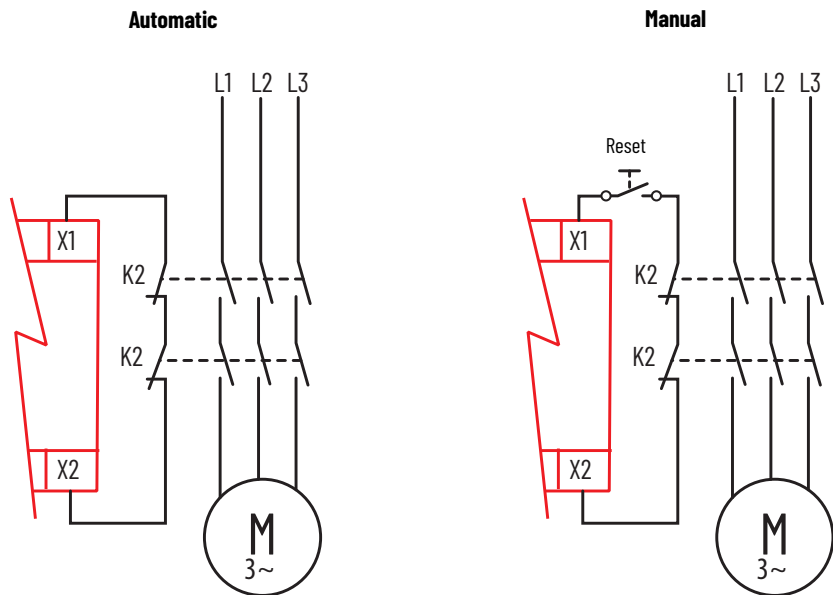 Automatic
Manual
L1 L2 L3
L1 L2 L3
Reset
X1
X1
K2
K2
K2
K2
X2
X2
M
3~
M
3~